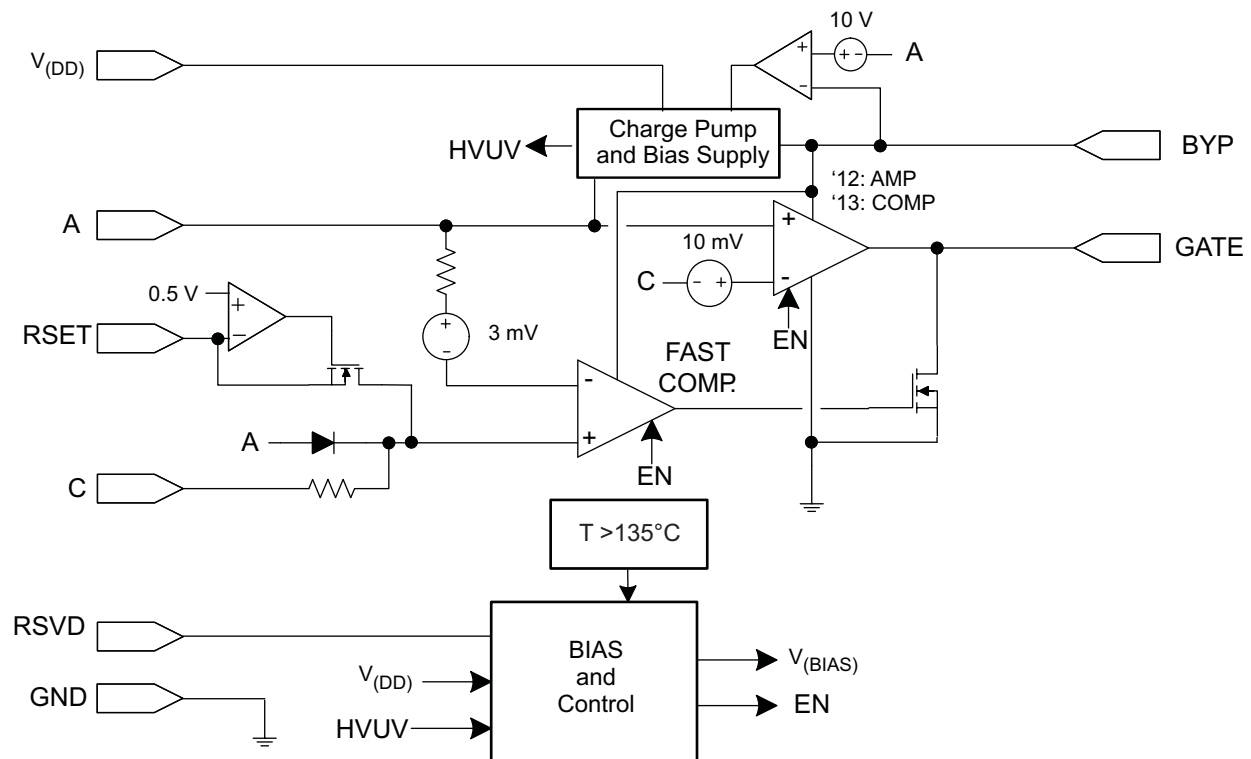 10 V
V(DD)
+
+ -
A
-
Charge Pump
and Bias Supply
HVUV
BYP
'12: AMP
'13: COMP
A
10 mV
+
GATE
C
- +
-
0.5 V
+
RSET
-
+
-
3 mV
EN
FAST
COMP.
-
A
+
EN
C
T >135°C
RSVD
BIAS
and
Control
V(DD)
V(BIAS)
GND
EN
HVUV